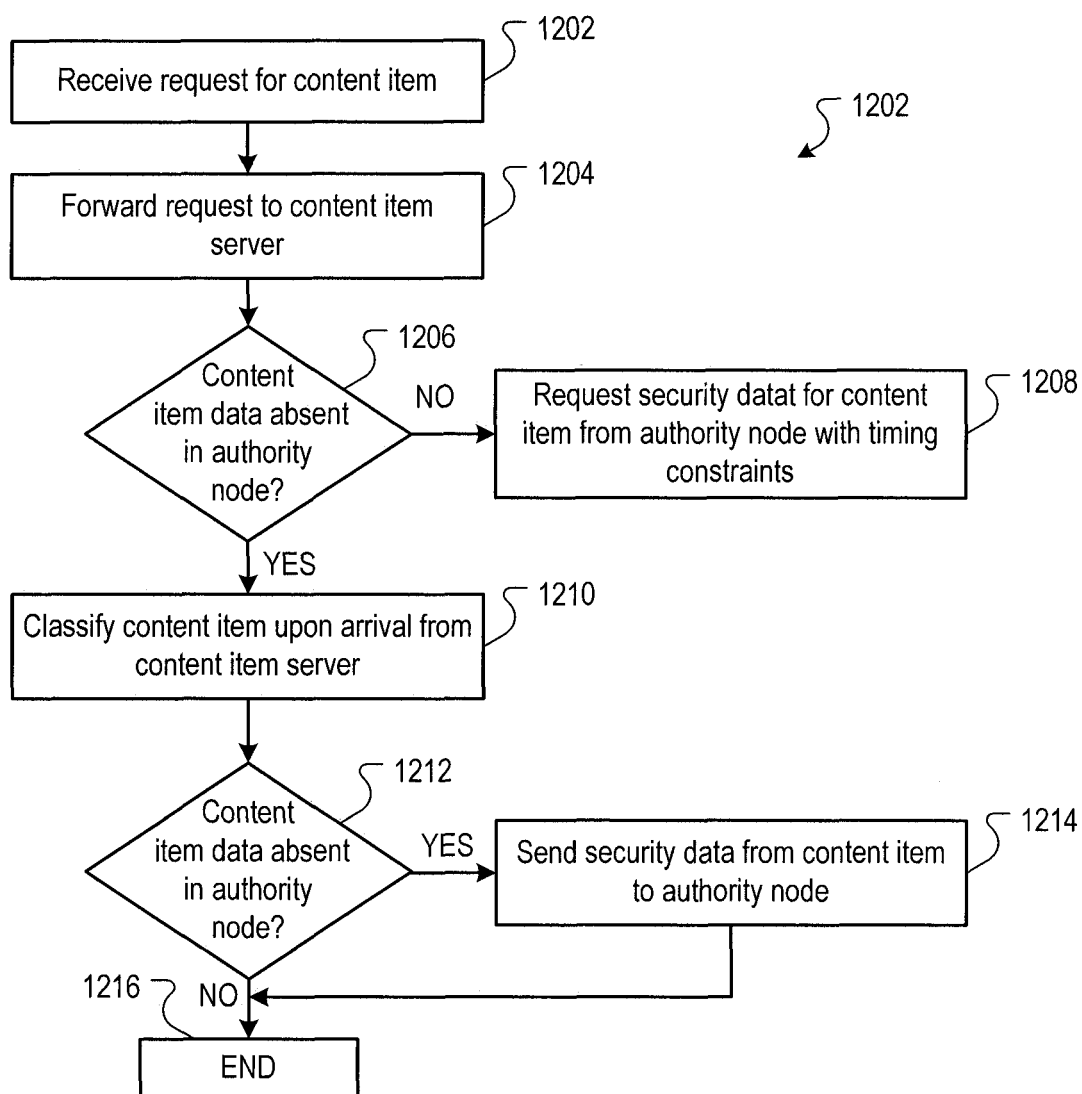 1202
Receive request for content item
1202
1204
Forward request to content item
server
1206
Content
item data absent
in authority
node?
NO
1208
Request security datat for content
item from authority node with timing
constraints
YES
1210
Classify content item upon arrival from
content item server
1212
Content
item data absent
in authority
node?
YES
1214
Send security data from content item
to authority node
1216
NO
END